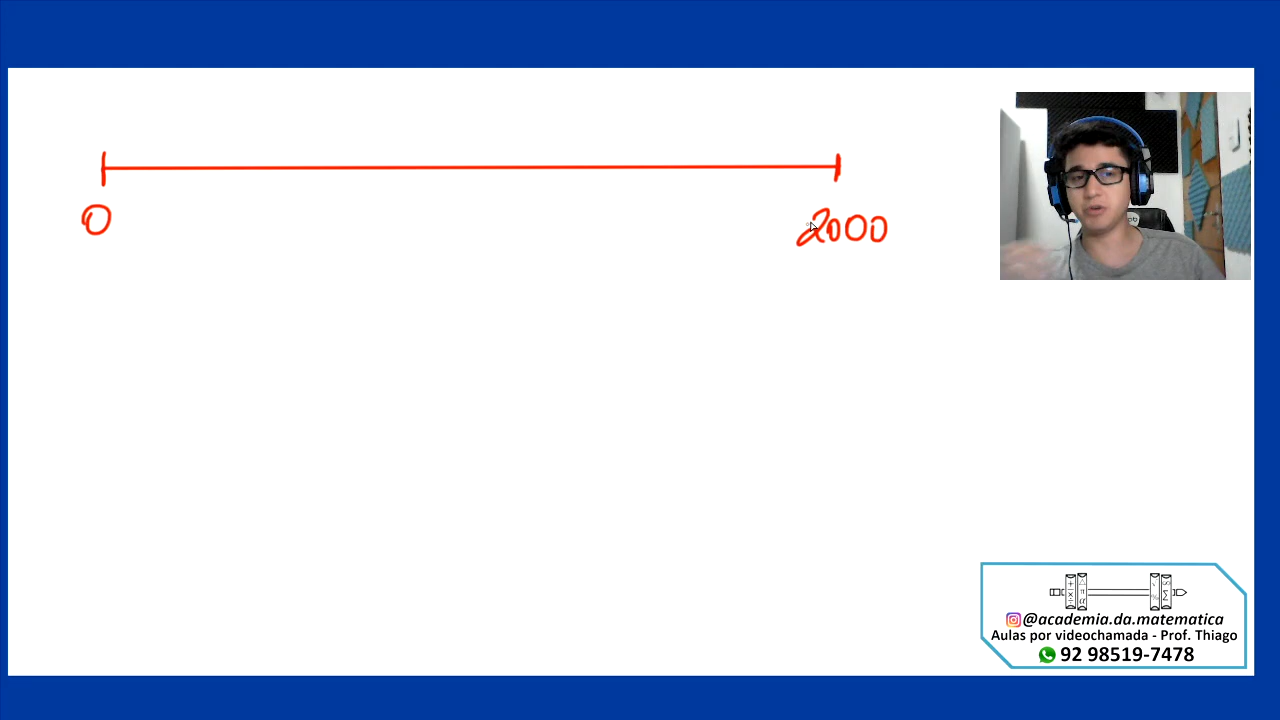 0
2000
@academia.da.matematica
Aulas por videochamada - Prof. Thiago
92 98519-7478